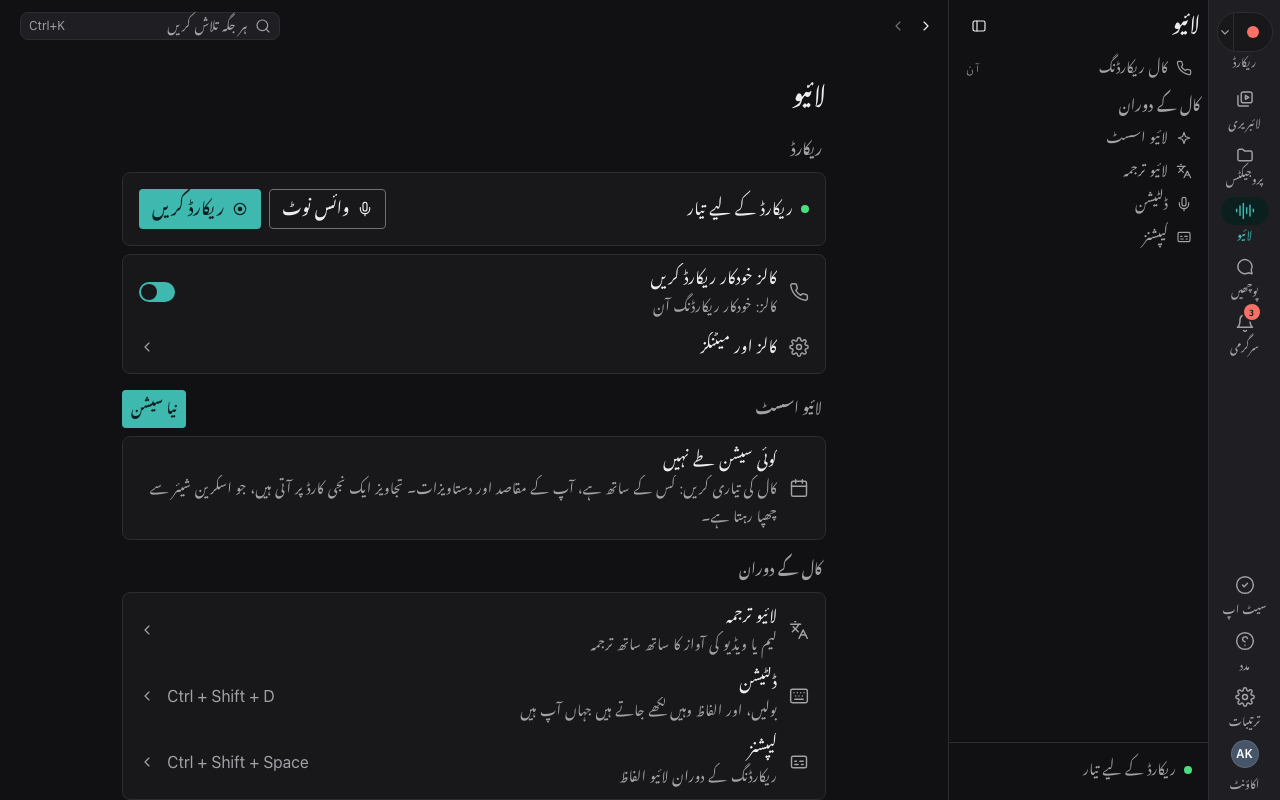 ریکارڈ
لائبریری
پروجیکٹس
لائیو
پوچھیں
3
سرگرمی
سیٹ اپ
مدد
ترتیبات
AK
اکاؤنٹ
لائیو
کال ریکارڈنگ
آن
کال کے دوران
لائیو اسسٹ
لائیو ترجمہ
ڈکٹیشن
کیپشنز
ریکارڈ کے لیے تیار
ہر جگہ تلاش کریں
Ctrl+K
لائیو
ریکارڈ
ریکارڈ کے لیے تیار
وائس نوٹ
ریکارڈ کریں
کالز خودکار ریکارڈ کریں
کالز: خودکار ریکارڈنگ آن
کالز اور میٹنگز
لائیو اسسٹ
نیا سیشن
کوئی سیشن طے نہیں
کال کی تیاری کریں: کس کے ساتھ ہے، آپ کے مقاصد اور دستاویزات۔ تجاویز ایک نجی کارڈ پر آتی ہیں، جو اسکرین شیئر سے
چھپا رہتا ہے۔
کال کے دوران
لائیو ترجمہ
گیم یا ویڈیو کی آواز کا ساتھ ساتھ ترجمہ
ڈکٹیشن
بولیں، اور الفاظ وہیں لکھے جاتے ہیں جہاں آپ ہیں
Ctrl + Shift + D
کیپشنز
ریکارڈنگ کے دوران لائیو الفاظ
Ctrl + Shift + Space